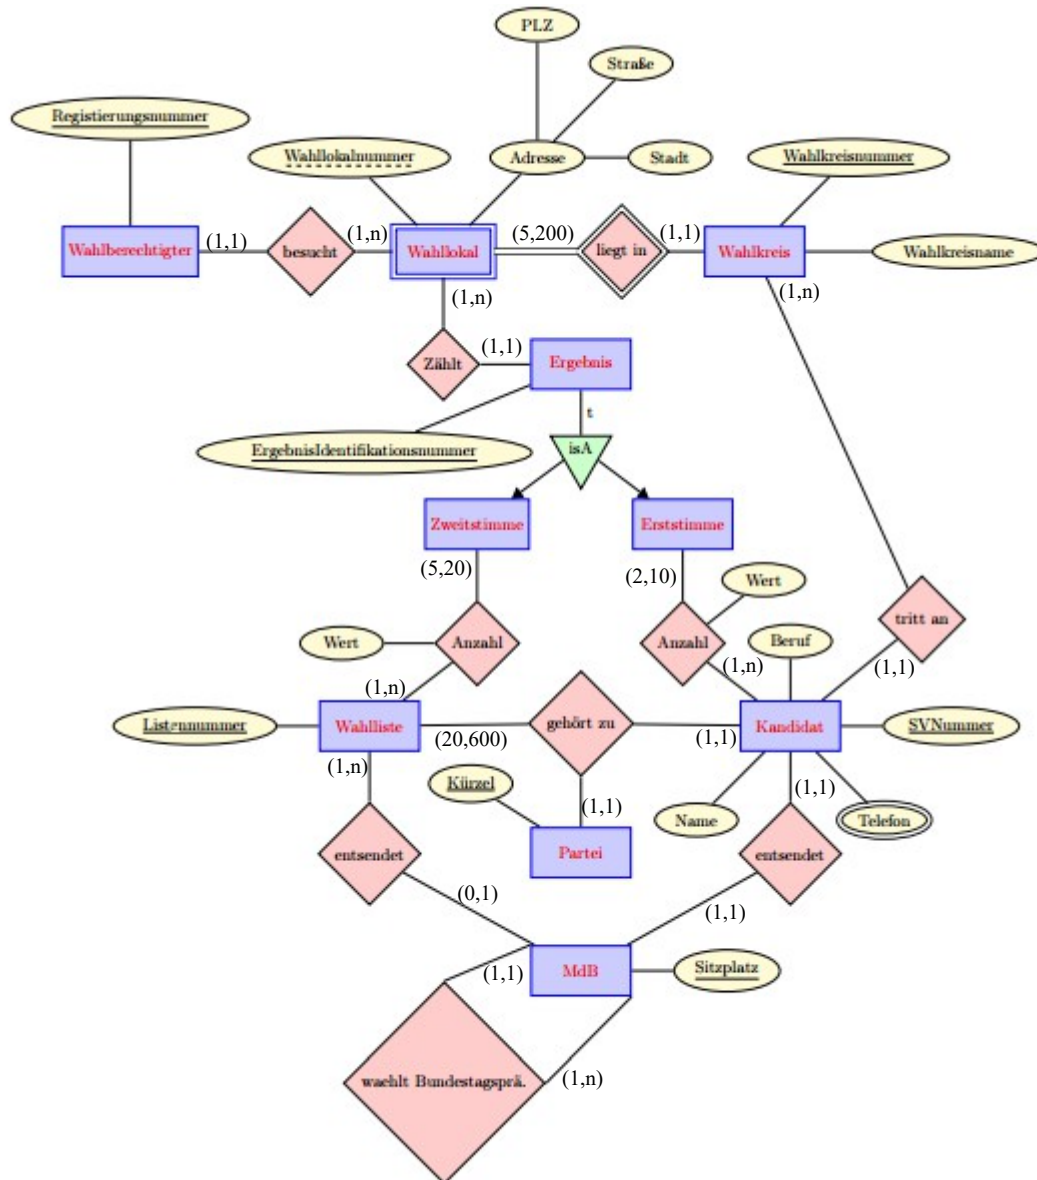 PLZ
Straße
Registierungsnummer
Wahllokalnummer
Adresse
Stadt
Wahlkreisnummer
Wahlberechtigter
(1,1)
besucht
(1,n)
Wahllokal
(5,200)
liegt in
(1,1)
Wahlkreis
Wahlkreisname
(1,n)
(1,n)
Zählt
(1,1)
Ergebnis
t
ErgebnisIdentifikationsnummer
isA
Zweitstimme
Erststimme
(5,20)
(2,10)
Wert
Wert
Anzahl
Anzahl
Beruf
tritt an
(1,n)
(1,n)
(1,1)
Listennummer
Wahlliste
(20,600)
gehört zu
(1,1)
Kandidat
SVNummer
(1,n)
Kürzel
(1,1)
(1,1)
Name
Telefon
entsendet
Partei
entsendet
(0,1)
(1,1)
(1,1)
MdB
Sitzplatz
waehlt Bundestagsprä.
(1,n)